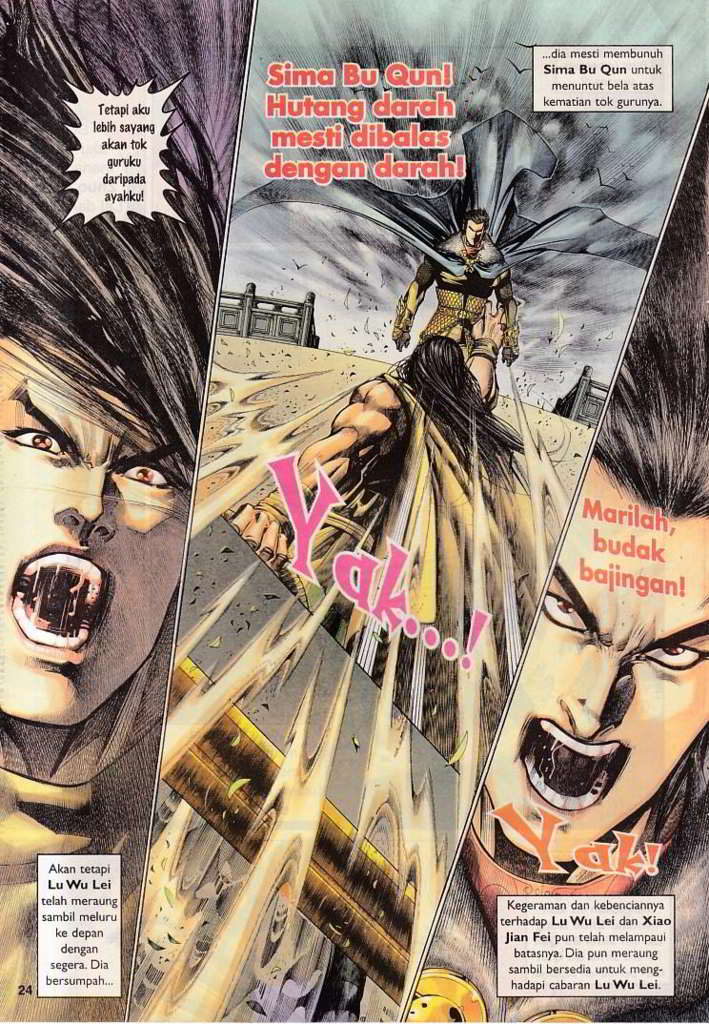 Tetapi aku
lebih sayang
akan tok
guruku
daripada
ayahku!
Akan tetapi
Lu Wu Lei
telah meraung
sambil meluru
ke depan
dengan
segera. Dia
bersumpah...
...dia mesti membunuh
Sima Bu Qun untuk
menuntut bela atas
kematian tok gurunya.
Sima Bu Qun!
Hutang darah
mesti dibalas
dengan darah!
Yak...!
Marilah,
budak
bajingan!
Yak!
Kegeraman dan kebenciannya
terhadap Lu Wu Lei dan Xiao
Jian Fei pun telah melampaui
batasnya. Dia pun meraung
sambil bersedia untuk meng-
hadapi cabaran Lu Wu Lei.
24